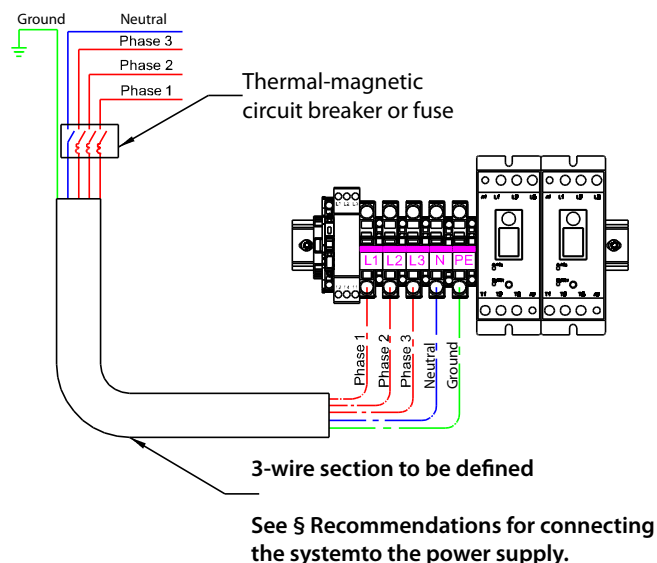 Ground
Neutral
Phase 3
Phase 2
Phase 1
Thermal-magnetic
circuit breaker or fuse
L1 L2 L3 N PE
Phase 1
Phase 2
Phase 3
Neutral
Ground
3-wire section to be defined
See § Recommendations for connecting
the systemto the power supply.